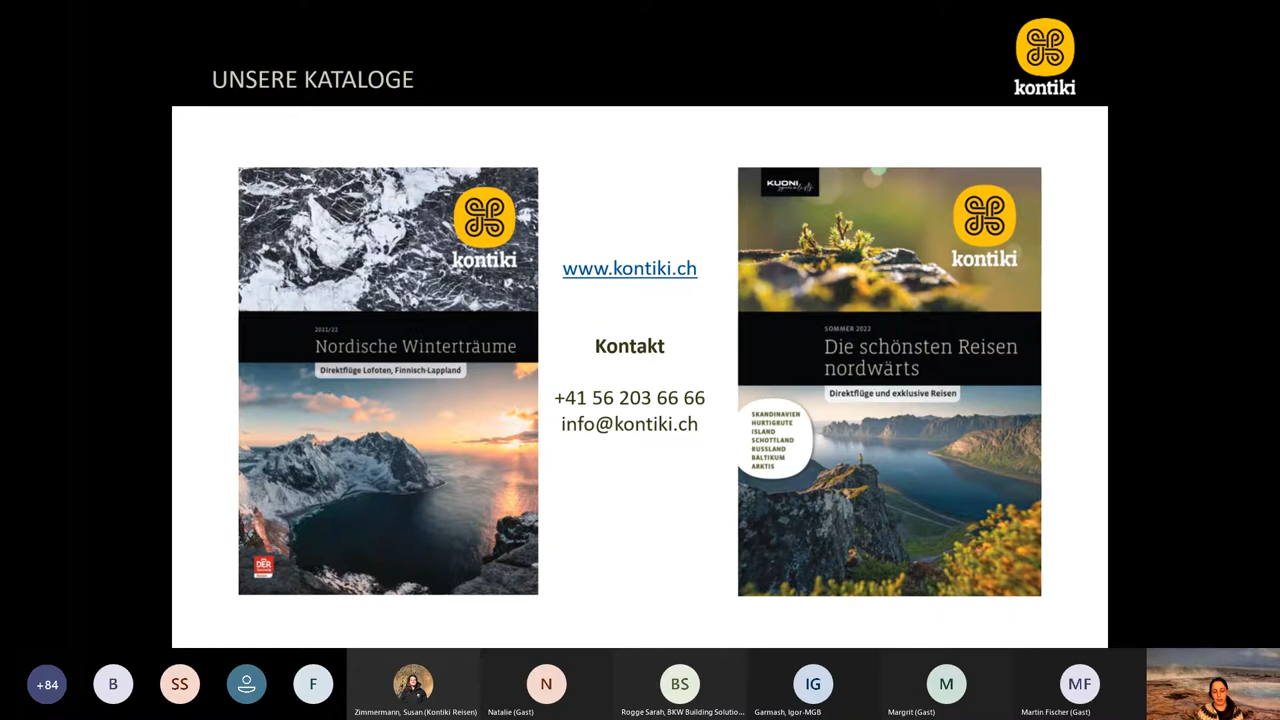 UNSERE KATALOGE
kontiki
kontiki
2021/22
Nordische Winterträume
Direktflüge Lofoten, Finnisch-Lappland
DER
www.kontiki.ch
Kontakt
+41 56 203 66 66
info@kontiki.ch
KUONI
kontiki
SOMMER 2022
Die schönsten Reisen
nordwärts
Direktflüge und exklusive Reisen
SKANDINAVIEN
HURTIGRUTE
ISLAND
SCHOTTLAND
RUSSLAND
BALTIKUM
ARKTIS
+84
B
SS
F
N
BS
IG
M
MF
Zimmermann, Susan (Kontiki Reisen)
Natalie (Gast)
Rogge Sarah, BKW Building Solutio...
Garmash, Igor-MGB
Margrit (Gast)
Martin Fischer (Gast)